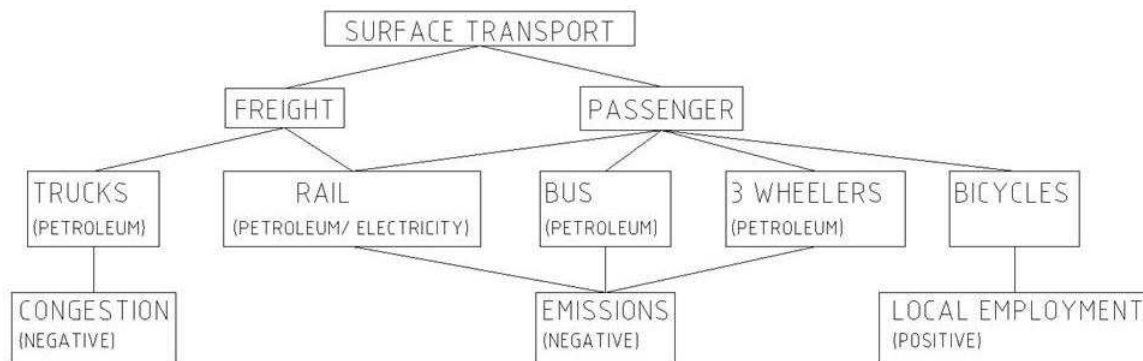 SURFACE TRANSPORT
FREIGHT
PASSENGER
TRUCKS
(PETROLEUM)
RAIL
(PETROLEUM/ ELECTRICITY)
BUS
(PETROLEUM)
3 WHEELERS
(PETROLEUM)
BICYCLES
CONGESTION
(NEGATIVE)
EMISSIONS
(NEGATIVE)
LOCAL EMPLOYMENT
(POSITIVE)